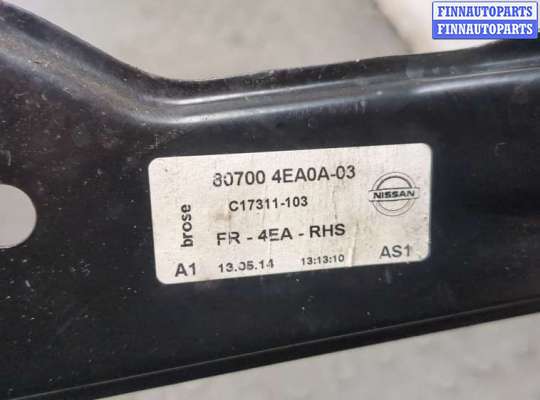 FINNAUTOPARTS
FINNAUTOPARTS
brose
80700 4EA0A-03
C17311-103
NISSAN
FR - 4EA - RHS
A1 13.05.14 13:13:10 AS1